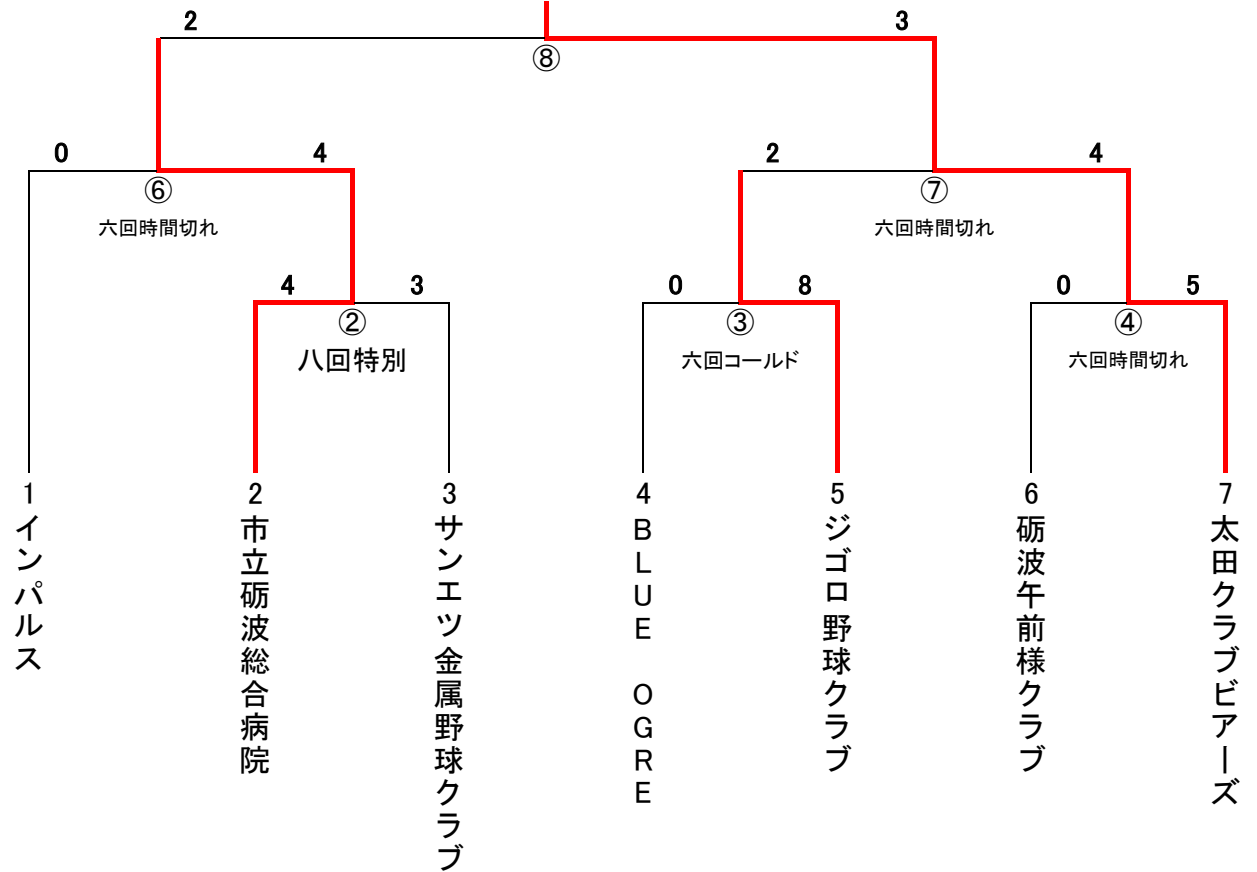 2
3
⑧
0
4
2
4
⑥
⑦
六回時間切れ
六回時間切れ
4
3
0
8
0
5
②
③
④
八回特別
六回コールド
六回時間切れ
1 インパルス
2 市立砺波総合病院
3 サンエツ金属野球クラブ
4 BLUE OGRE
5 ジゴロ野球クラブ
6 砺波午前様クラブ
7 太田クラブビアーズ